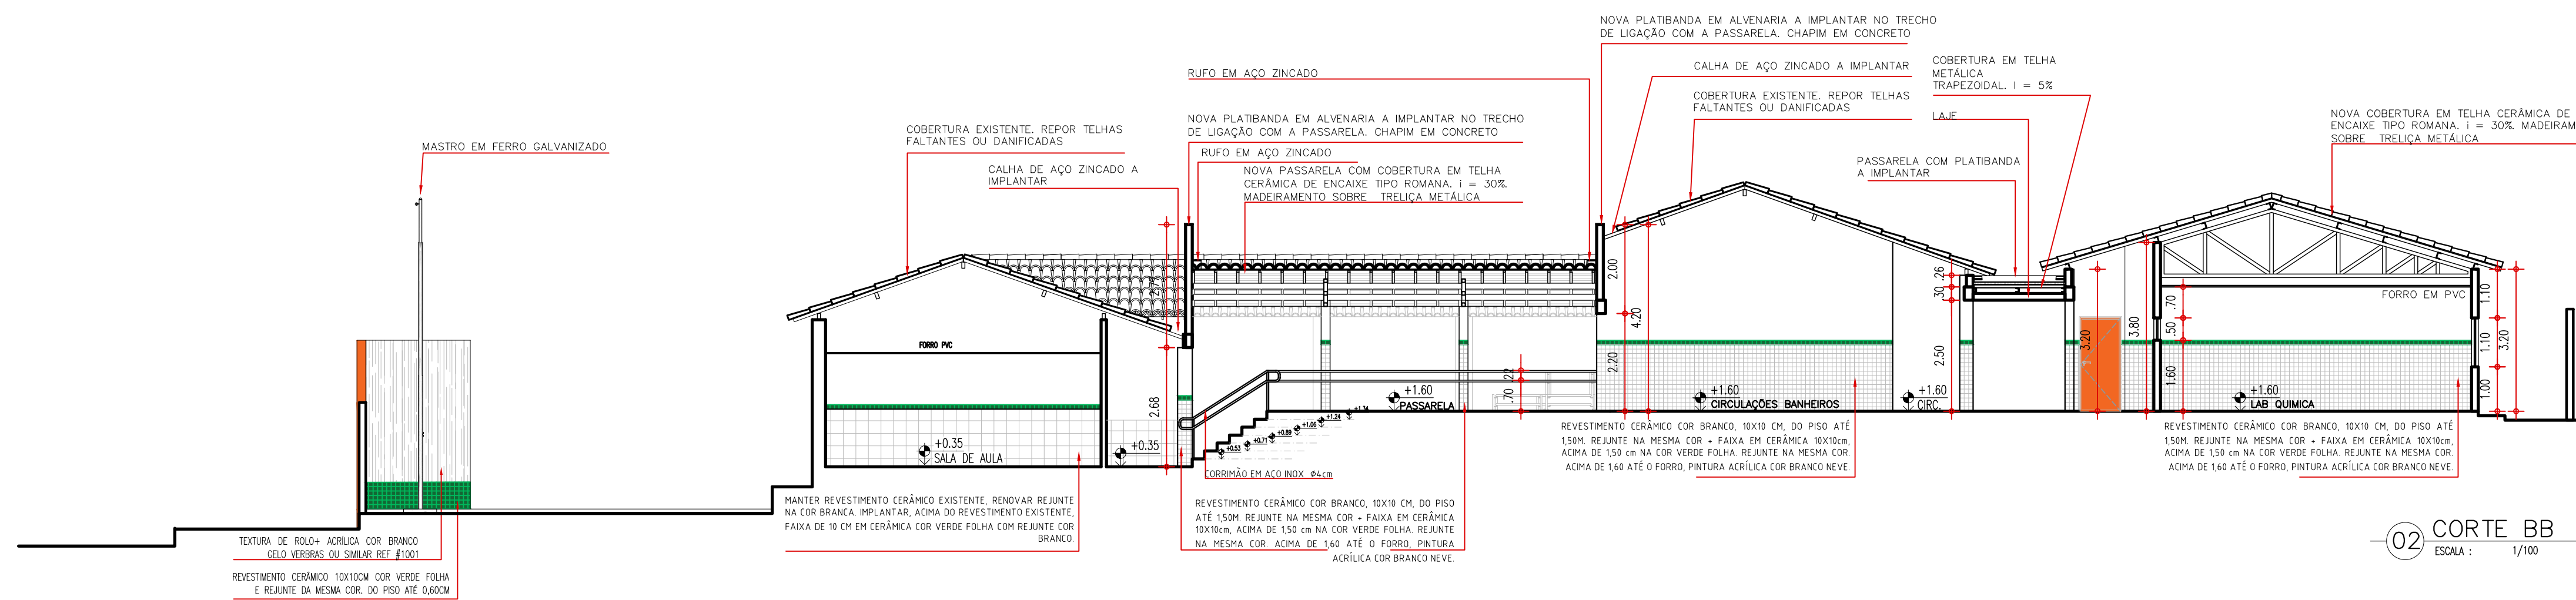 MASTRO EM FERRO GALVANIZADO
COBERTURA EXISTENTE. REPOR TELHAS
FALTANTES OU DANIFICADAS
CALHA DE AÇO ZINCADO A
IMPLANTAR
RUFO EM AÇO ZINCADO
NOVA PLATIBANDA EM ALVENARIA A IMPLANTAR NO TRECHO
DE LIGAÇÃO COM A PASSARELA. CHAPIM EM CONCRETO
RUFO EM AÇO ZINCADO
NOVA PASSARELA COM COBERTURA EM TELHA
CERÂMICA DE ENCAIXE TIPO ROMANA. i = 30%.
MADEIRAMENTO SOBRE TRELIÇA METÁLICA
NOVA PLATIBANDA EM ALVENARIA A IMPLANTAR NO TRECHO
DE LIGAÇÃO COM A PASSARELA. CHAPIM EM CONCRETO
CALHA DE AÇO ZINCADO A IMPLANTAR
COBERTURA EXISTENTE. REPOR TELHAS
FALTANTES OU DANIFICADAS
COBERTURA EM TELHA
METÁLICA
TRAPEZOIDAL. I = 5%
LAJE
PASSARELA COM PLATIBANDA
A IMPLANTAR
NOVA COBERTURA EM TELHA CERÂMICA DE
ENCAIXE TIPO ROMANA. i = 30%. MADEIRAM
SOBRE TRELIÇA METÁLICA
FORRO PVC
+0.35
SALA DE AULA
+0.35
2.77
2.68
+0.53
+0.71
+0.89
+1.06
+1.24
+1.34
+1.60
PASSARELA
.70
.22
2.00
4.20
2.20
+1.60
CIRCULAÇÕES BANHEIROS
+1.60
CIRC.
.26
.30
2.50
3.20
3.80
.70
.50
1.60
FORRO EM PVC
+1.60
LAB QUIMICA
1.10
1.10
1.00
3.20
TEXTURA DE ROLO+ ACRÍLICA COR BRANCO
GELO VERBRAS OU SIMILAR REF #1001
REVESTIMENTO CERÂMICO 10X10CM COR VERDE FOLHA
E REJUNTE DA MESMA COR. DO PISO ATÉ 0,60CM
MANTER REVESTIMENTO CERÂMICO EXISTENTE, RENOVAR REJUNTE
NA COR BRANCA. IMPLANTAR, ACIMA DO REVESTIMENTO EXISTENTE,
FAIXA DE 10 CM EM CERÂMICA COR VERDE FOLHA COM REJUNTE COR
BRANCO.
CORRIMÃO EM AÇO INOX Ø4cm
REVESTIMENTO CERÂMICO COR BRANCO, 10X10 CM, DO PISO
ATÉ 1,50M. REJUNTE NA MESMA COR + FAIXA EM CERÂMICA
10X10cm, ACIMA DE 1,50 cm NA COR VERDE FOLHA. REJUNTE
NA MESMA COR. ACIMA DE 1,60 ATÉ O FORRO, PINTURA
ACRÍLICA COR BRANCO NEVE.
REVESTIMENTO CERÂMICO COR BRANCO, 10X10 CM, DO PISO ATÉ
1,50M. REJUNTE NA MESMA COR + FAIXA EM CERÂMICA 10X10cm,
ACIMA DE 1,50 cm NA COR VERDE FOLHA. REJUNTE NA MESMA COR.
ACIMA DE 1,60 ATÉ O FORRO, PINTURA ACRÍLICA COR BRANCO NEVE.
REVESTIMENTO CERÂMICO COR BRANCO, 10X10 CM, DO PISO ATÉ
1,50M. REJUNTE NA MESMA COR + FAIXA EM CERÂMICA 10X10cm,
ACIMA DE 1,50 cm NA COR VERDE FOLHA. REJUNTE NA MESMA COR.
ACIMA DE 1,60 ATÉ O FORRO, PINTURA ACRÍLICA COR BRANCO NEVE.
02
CORTE BB
ESCALA : 1/100